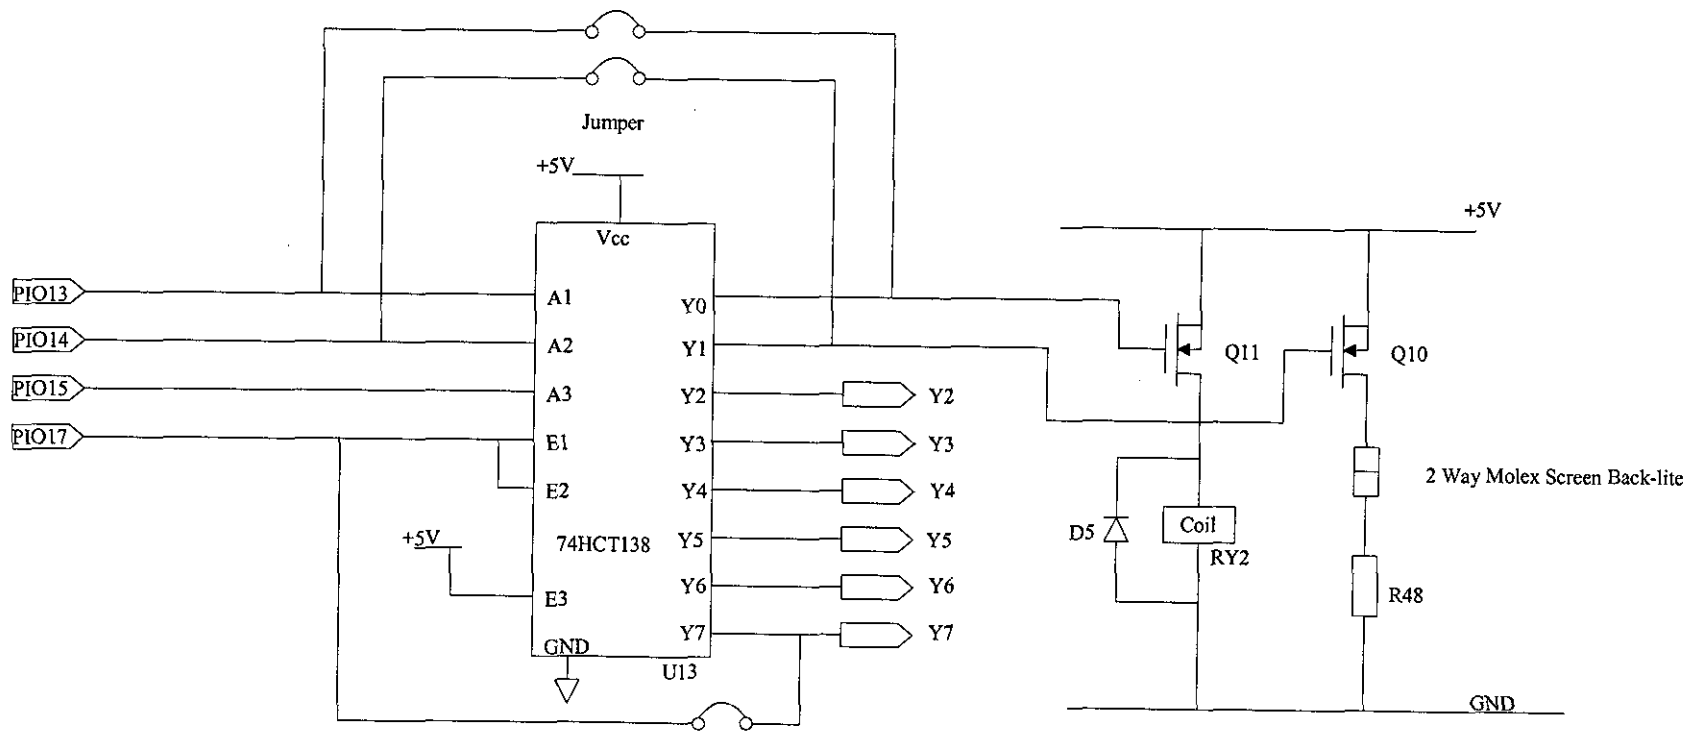 Jumper
+5V
Vcc
+5V
PIO13
A1
Y0
PIO14
A2
Y1
Q11
Q10
PIO15
A3
Y2
Y2
PIO17
E1
Y3
Y3
2 Way Molex Screen Back-lite
E2
Y4
Y4
+5V
74HCT138
Y5
Y5
D5
Coil
RY2
E3
Y6
Y6
R48
GND
Y7
Y7
U13
GND